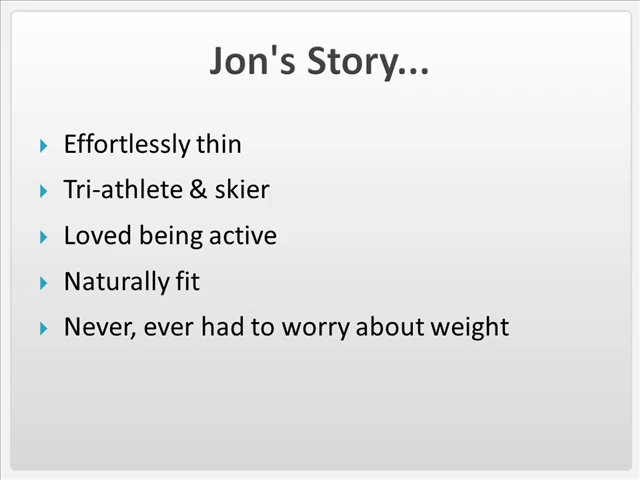 Jon's Story...
Effortlessly thin
Tri-athlete & skier
Loved being active
Naturally fit
Never, ever had to worry about weight